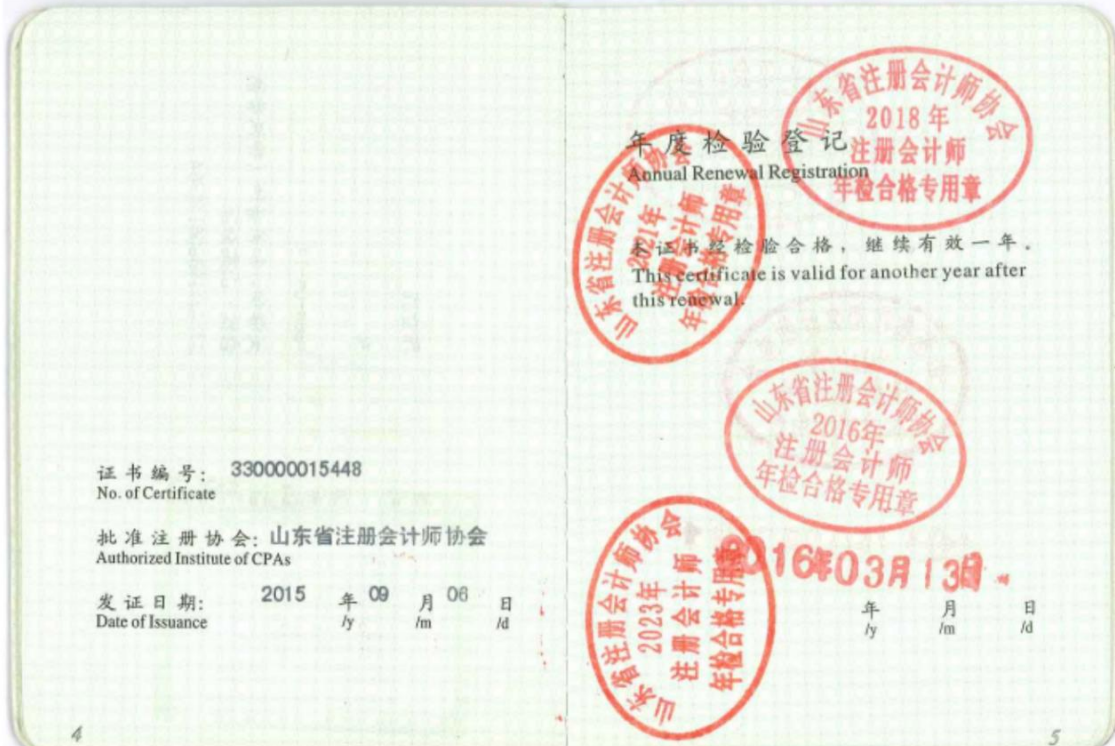 证书编号: 330000015448
No. of Certificate
批准注册协会: 山东省注册会计师协会
Authorized Institute of CPAs
发证日期: 2015 年 09 月 06 日
Date of Issuance /y /m /d
4
年度检验登记
Annual Renewal Registration
本证书经检验合格，继续有效一年。
This certificate is valid for another year after
this renewal.
山东省注册会计师协会
2018年
注册会计师
年检合格专用章
山东省注册会计师协会
2021年
注册会计师
年检合格专用章
山东省注册会计师协会
2016年
注册会计师
年检合格专用章
山东省注册会计师协会
2023年
注册会计师
年检合格专用章
2016年03月13日
年 月 日
/y /m /d
5